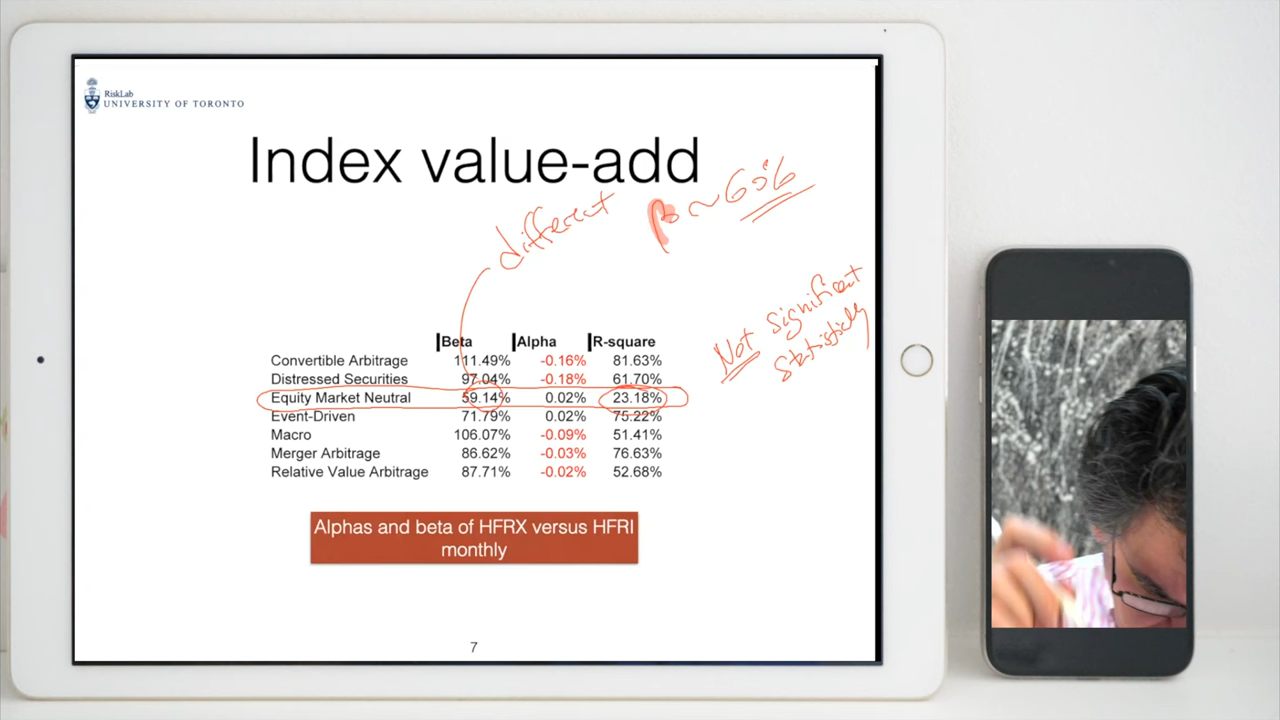 RiskLab
UNIVERSITY OF TORONTO
Index value-add
different
β ~ 60%
Not significant
statisticly
Beta Alpha R-square
Convertible Arbitrage 111.49% -0.16% 81.63%
Distressed Securities 97.04% -0.18% 61.70%
Equity Market Neutral 59.14% 0.02% 23.18%
Event-Driven 71.79% 0.02% 75.22%
Macro 106.07% -0.09% 51.41%
Merger Arbitrage 86.62% -0.03% 76.63%
Relative Value Arbitrage 87.71% -0.02% 52.68%
Alphas and beta of HFRX versus HFRI
monthly
7